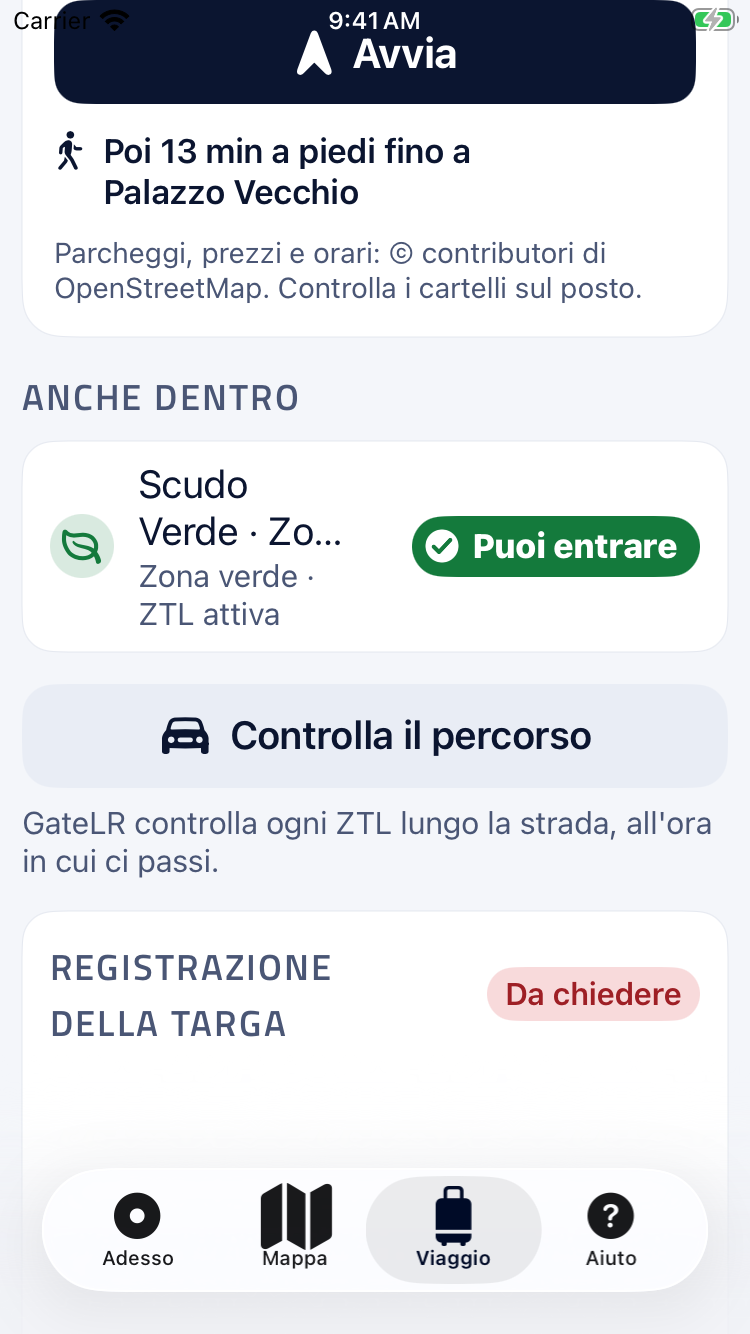 Carrier 9:41 AM
Avvia
Poi 13 min a piedi fino a
Palazzo Vecchio
Parcheggi, prezzi e orari: © contributori di
OpenStreetMap. Controlla i cartelli sul posto.
ANCHE DENTRO
Scudo
Verde · Zo...
Zona verde ·
ZTL attiva
Puoi entrare
Controlla il percorso
GateLR controlla ogni ZTL lungo la strada, all'ora
in cui ci passi.
REGISTRAZIONE
DELLA TARGA
Da chiedere
Adesso
Mappa
Viaggio
?
Aiuto